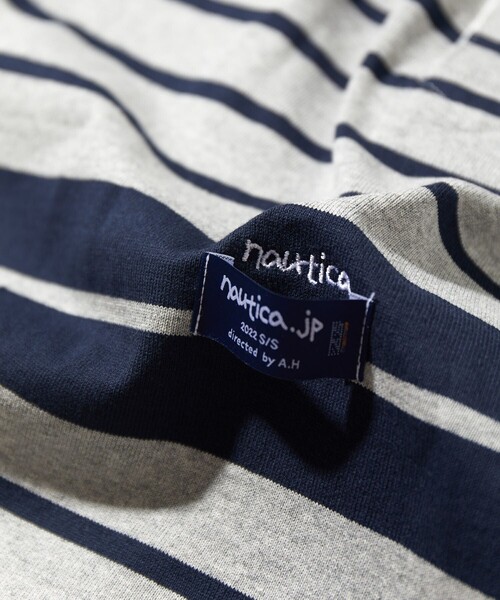 nautica
nautica.jp
2022 S/S
directed by A.H